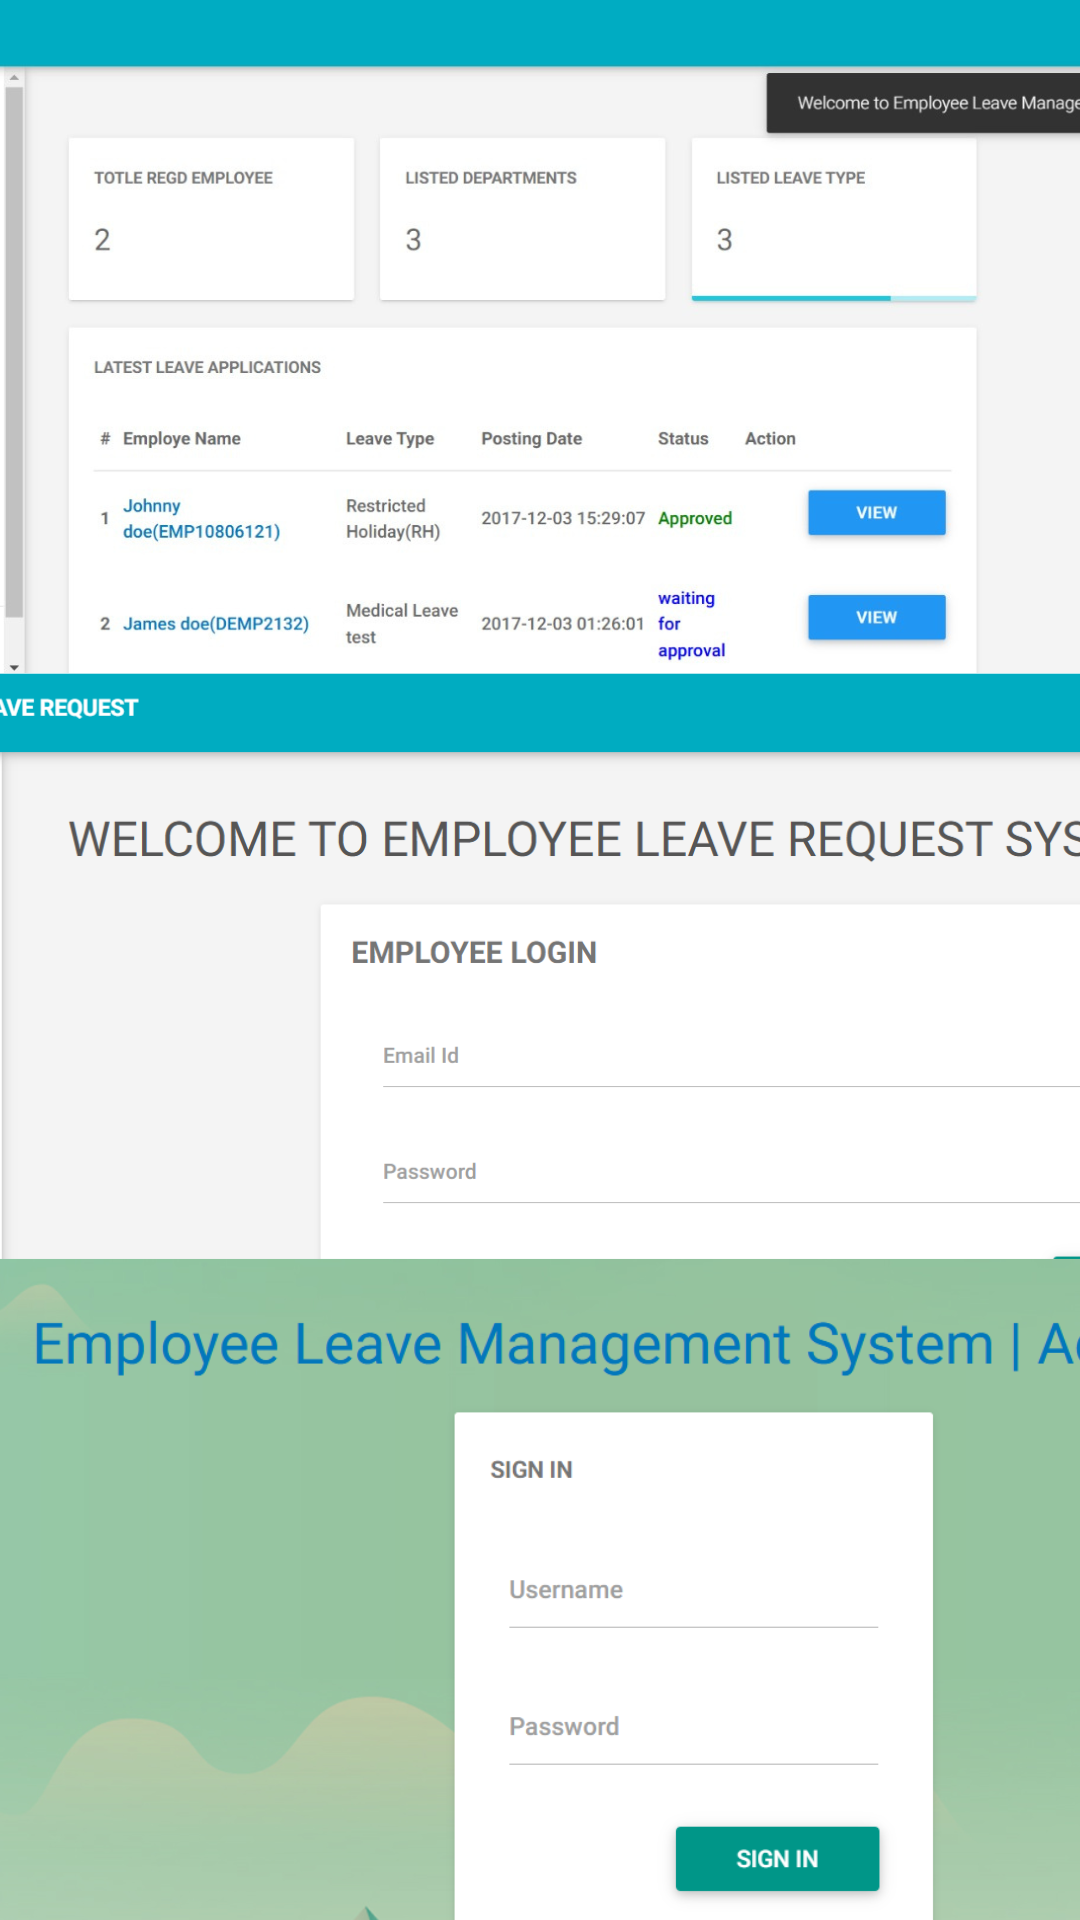 Welcome to Employee Leave Manage
TOTLE REGD EMPLOYEE
LISTED DEPARTMENTS
LISTED LEAVE TYPE
2
3
3
LATEST LEAVE APPLICATIONS
# Employe Name Leave Type Posting Date Status Action
1 Johnny doe(EMP10806121) Restricted Holiday(RH) 2017-12-03 15:29:07 Approved VIEW
2 James doe(DEMP2132) Medical Leave test 2017-12-03 01:26:01 waiting for approval VIEW
AVE REQUEST
WELCOME TO EMPLOYEE LEAVE REQUEST SYS
EMPLOYEE LOGIN
Email Id
Password
Employee Leave Management System | A
SIGN IN
Username
Password
SIGN IN